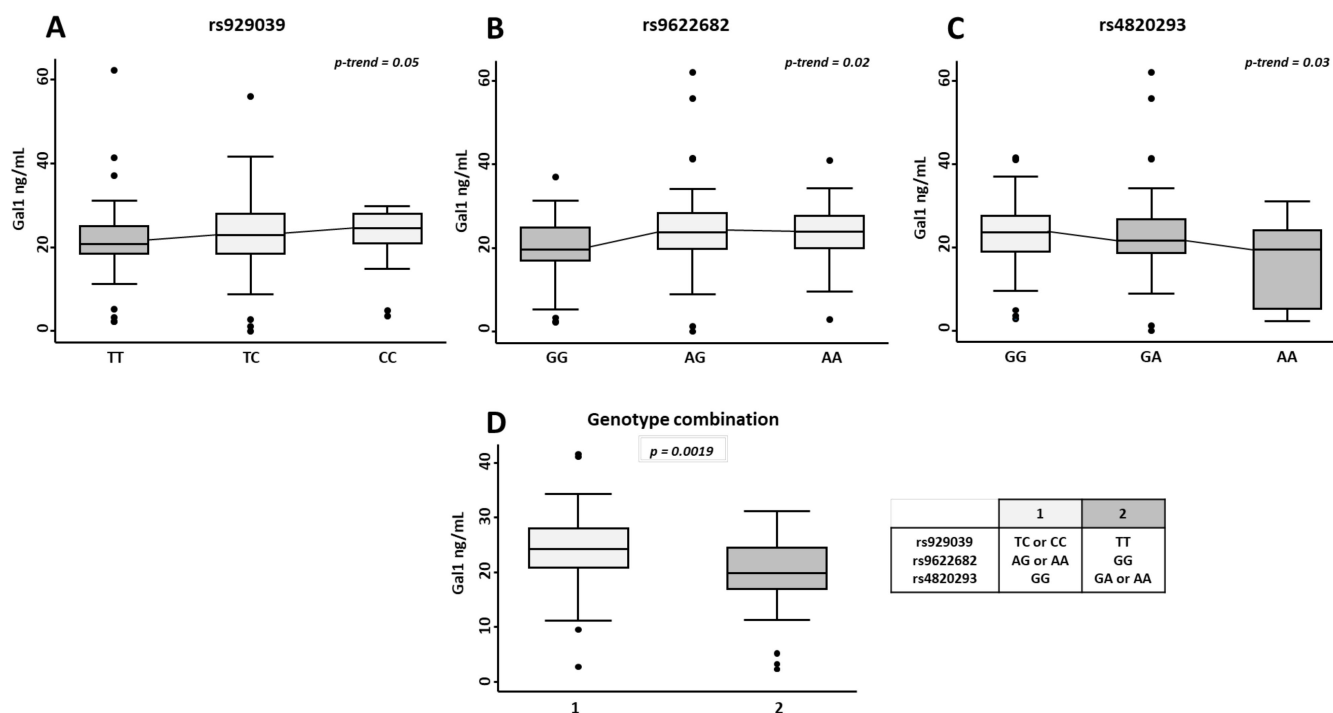 A
rs929039
p-trend = 0.05
Gal1 ng/mL
60
40
20
0
TT TC CC
B
rs9622682
p-trend = 0.02
Gal1 ng/mL
60
40
20
0
GG AG AA
C
rs4820293
p-trend = 0.03
Gal1 ng/mL
60
40
20
0
GG GA AA
D
Genotype combination
p = 0.0019
Gal1 ng/mL
40
30
20
10
0
1 2
1 2
rs929039 TC or CC TT
rs9622682 AG or AA GG
rs4820293 GG GA or AA